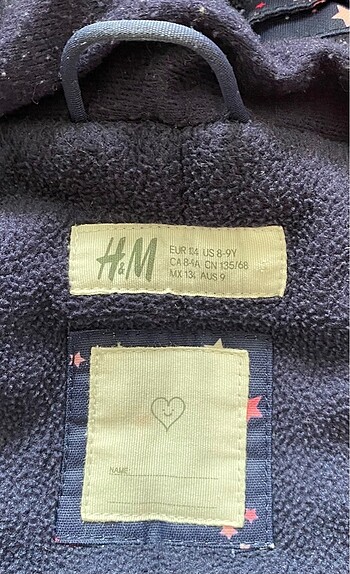 H&M
EUR 134 US 8-9Y
CA 8-9A CN 135/68
MX 134 AUS 9
NAME: